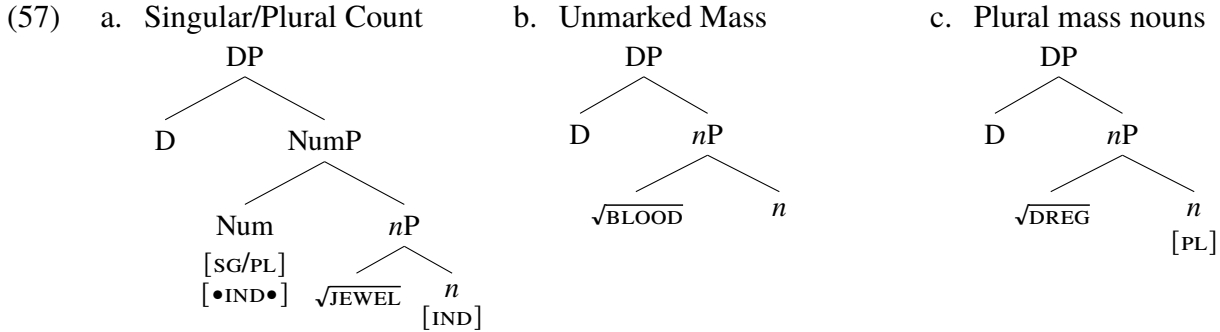 (57) a. Singular/Plural Count b. Unmarked Mass c. Plural mass nouns
DP DP DP
D NumP D nP D nP
Num nP √BLOOD n √DREG n
[SG/PL] √JEWEL n [PL]
[•IND•] [IND]